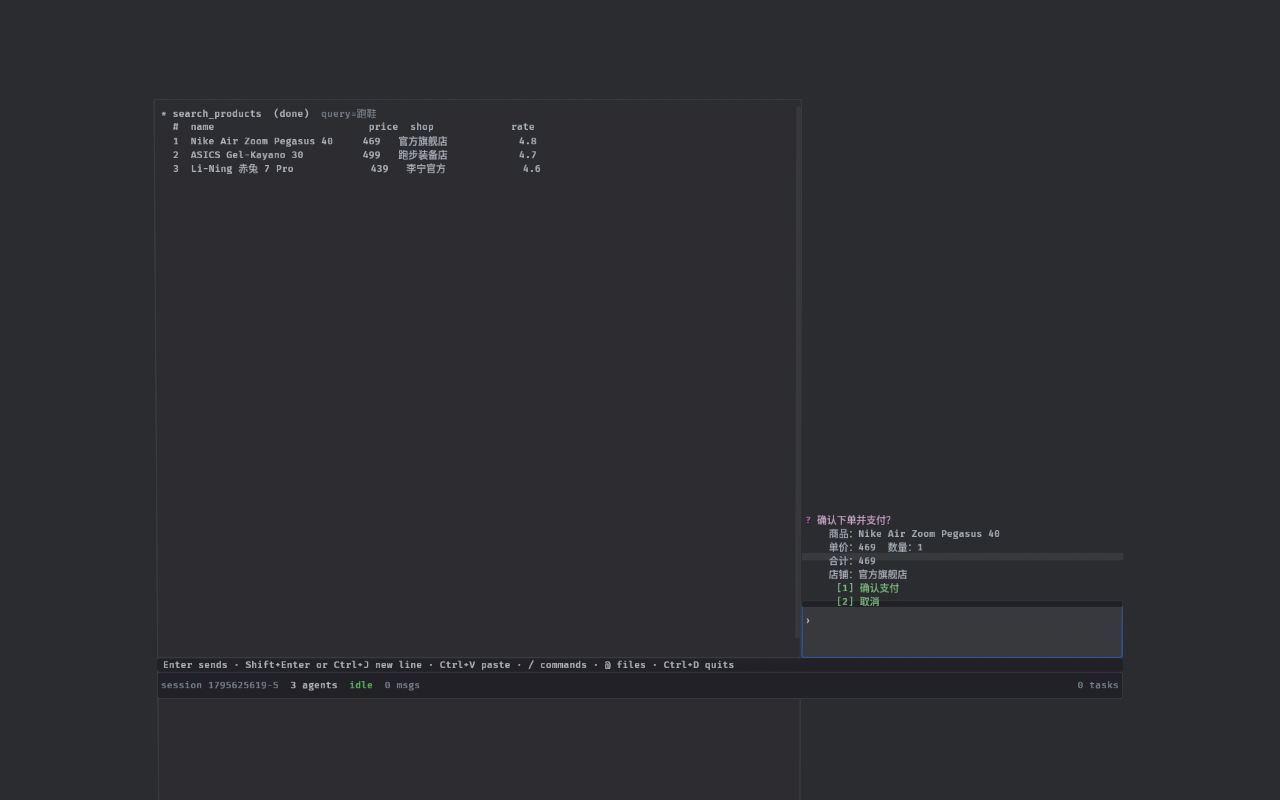 * search_products (done) query=跑鞋
# name price shop rate
1 Nike Air Zoom Pegasus 40 469 官方旗舰店 4.8
2 ASICS Gel-Kayano 30 499 跑步装备店 4.7
3 Li-Ning 赤兔 7 Pro 439 李宁官方 4.6
? 确认下单并支付?
商品: Nike Air Zoom Pegasus 40
单价: 469 数量: 1
合计: 469
店铺: 官方旗舰店
[1] 确认支付
[2] 取消
›
Enter sends · Shift+Enter or Ctrl+J new line · Ctrl+V paste · / commands · @ files · Ctrl+D quits
session 1795625619-5 3 agents idle 0 msgs 0 tasks